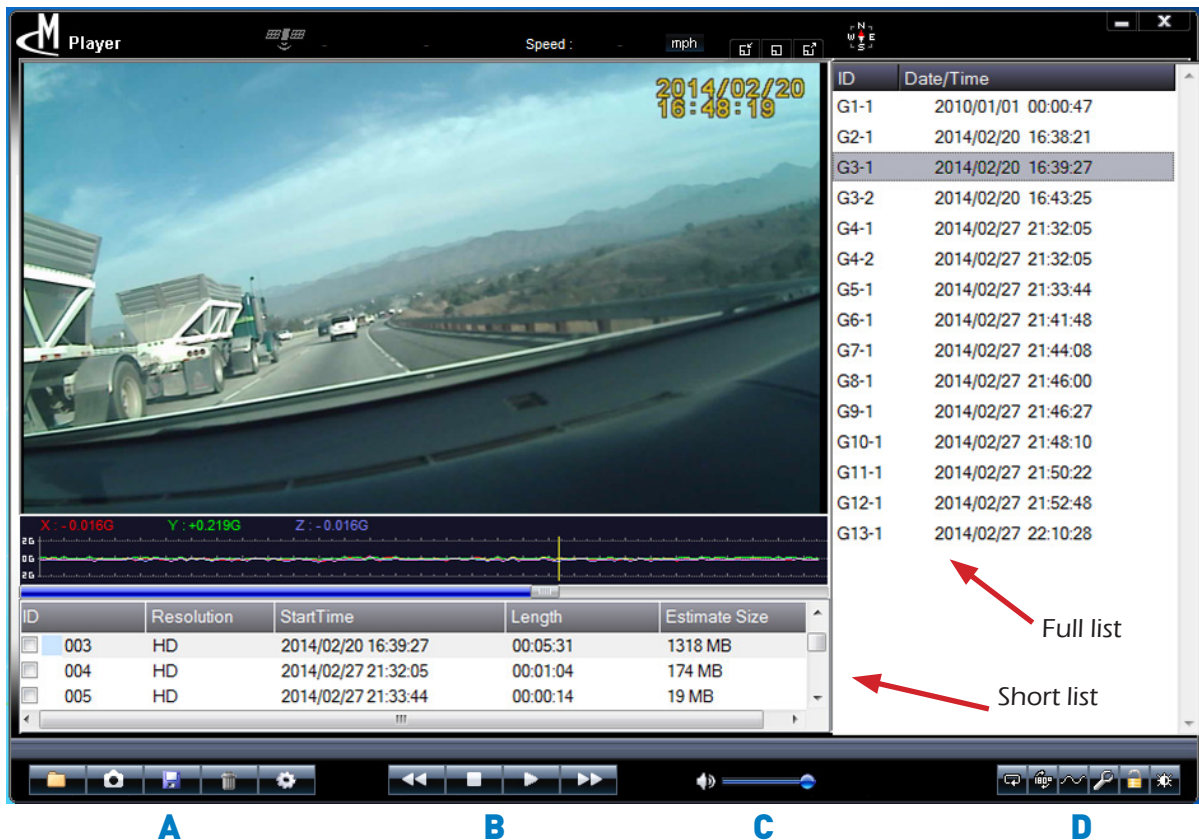 M Player - - Speed : - mph
N
W E
S
2014/02/20
16:48:19
ID Date/Time
G1-1 2010/01/01 00:00:47
G2-1 2014/02/20 16:38:21
G3-1 2014/02/20 16:39:27
G3-2 2014/02/20 16:43:25
G4-1 2014/02/27 21:32:05
G4-2 2014/02/27 21:32:05
G5-1 2014/02/27 21:33:44
G6-1 2014/02/27 21:41:48
G7-1 2014/02/27 21:44:08
G8-1 2014/02/27 21:46:00
G9-1 2014/02/27 21:46:27
G10-1 2014/02/27 21:48:10
G11-1 2014/02/27 21:50:22
G12-1 2014/02/27 21:52:48
G13-1 2014/02/27 22:10:28
Full list
Short list
X : - 0.016G Y : +0.219G Z : - 0.016G
2G
0G
2G
ID Resolution StartTime Length Estimate Size
003 HD 2014/02/20 16:39:27 00:05:31 1318 MB
004 HD 2014/02/27 21:32:05 00:01:04 174 MB
005 HD 2014/02/27 21:33:44 00:00:14 19 MB
180°
A B C D